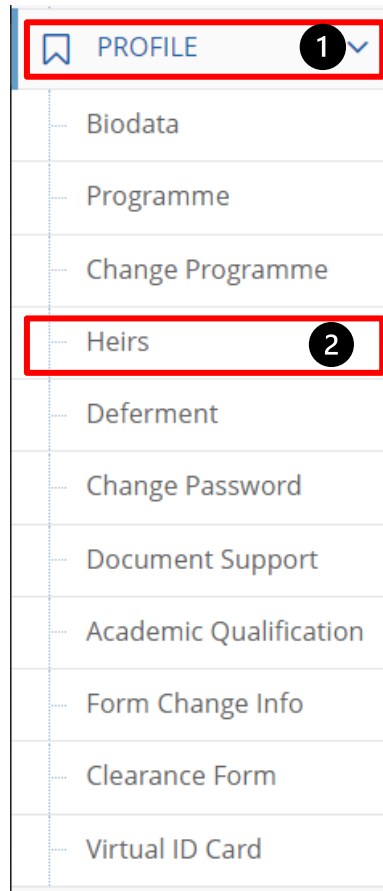 PROFILE 1
Biodata
Programme
Change Programme
Heirs 2
Deferment
Change Password
Document Support
Academic Qualification
Form Change Info
Clearance Form
Virtual ID Card